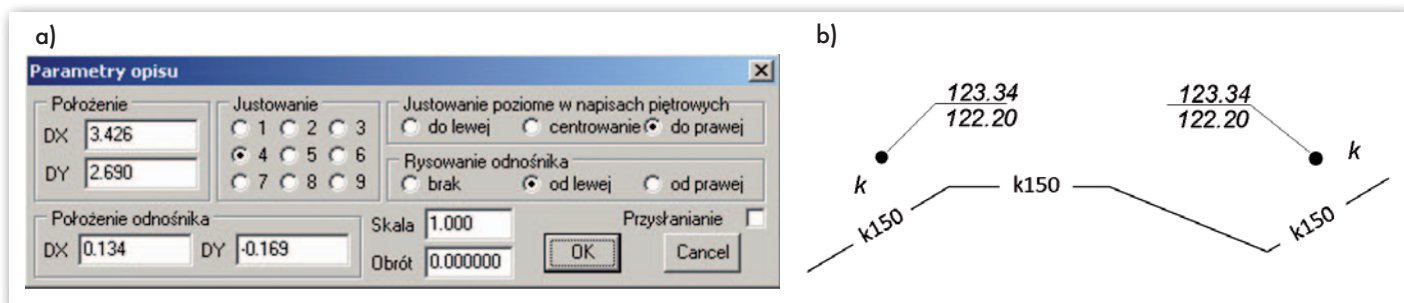 a)
Parametry opisu
Położenie
DX 3.426
DY 2.690
Justowanie
1 2 3
4 5 6
7 8 9
Justowanie poziome w napisach piętrowych
do lewej centrowanie do prawej
Rysowanie odnośnika
brak od lewej od prawej
Położenie odnośnika
DX 0.134 DY -0.169
Skala 1.000
Obrót 0.000000
Przysłanianie
OK Cancel
b)
123.34
122.20
k
123.34
122.20
k
k150
k150
k150